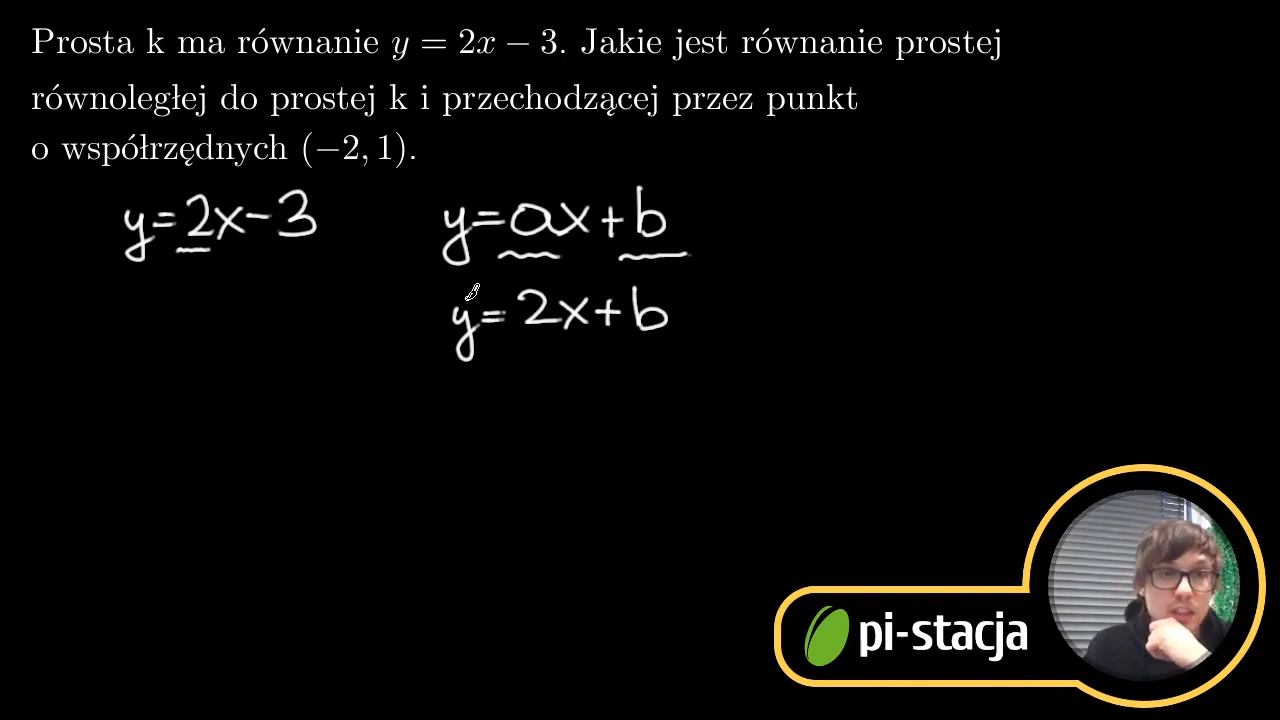 Prosta k ma równanie y = 2x − 3. Jakie jest równanie prostej
równoległej do prostej k i przechodzącej przez punkt
o współrzędnych (−2, 1).
y=2x-3
y=ax+b
y=2x+b
pi-stacja